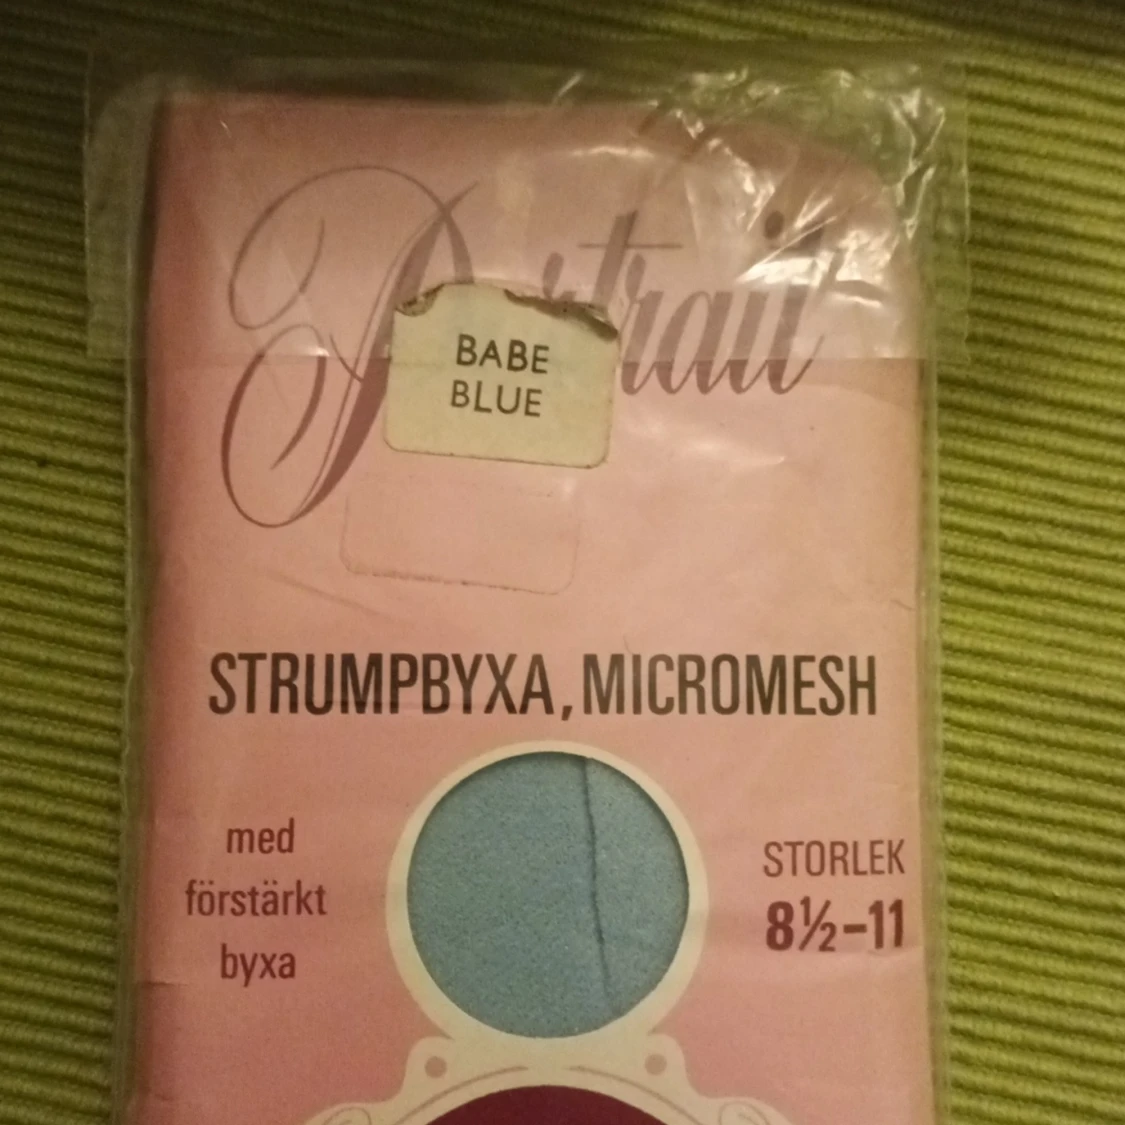 Portrait
BABE
BLUE
STRUMPBYXA, MICROMESH
med
förstärkt
byxa
STORLEK
8½-11